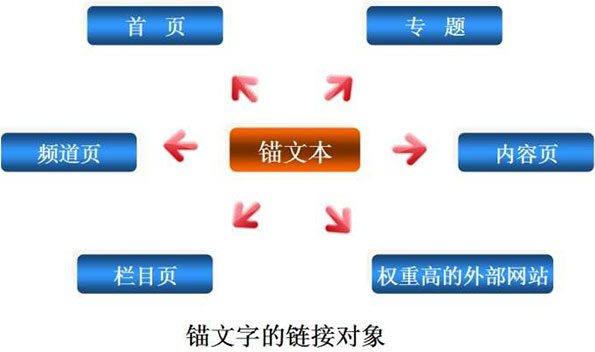 首 页
专 题
频道页
锚文本
内容页
栏目页
权重高的外部网站
锚文字的链接对象